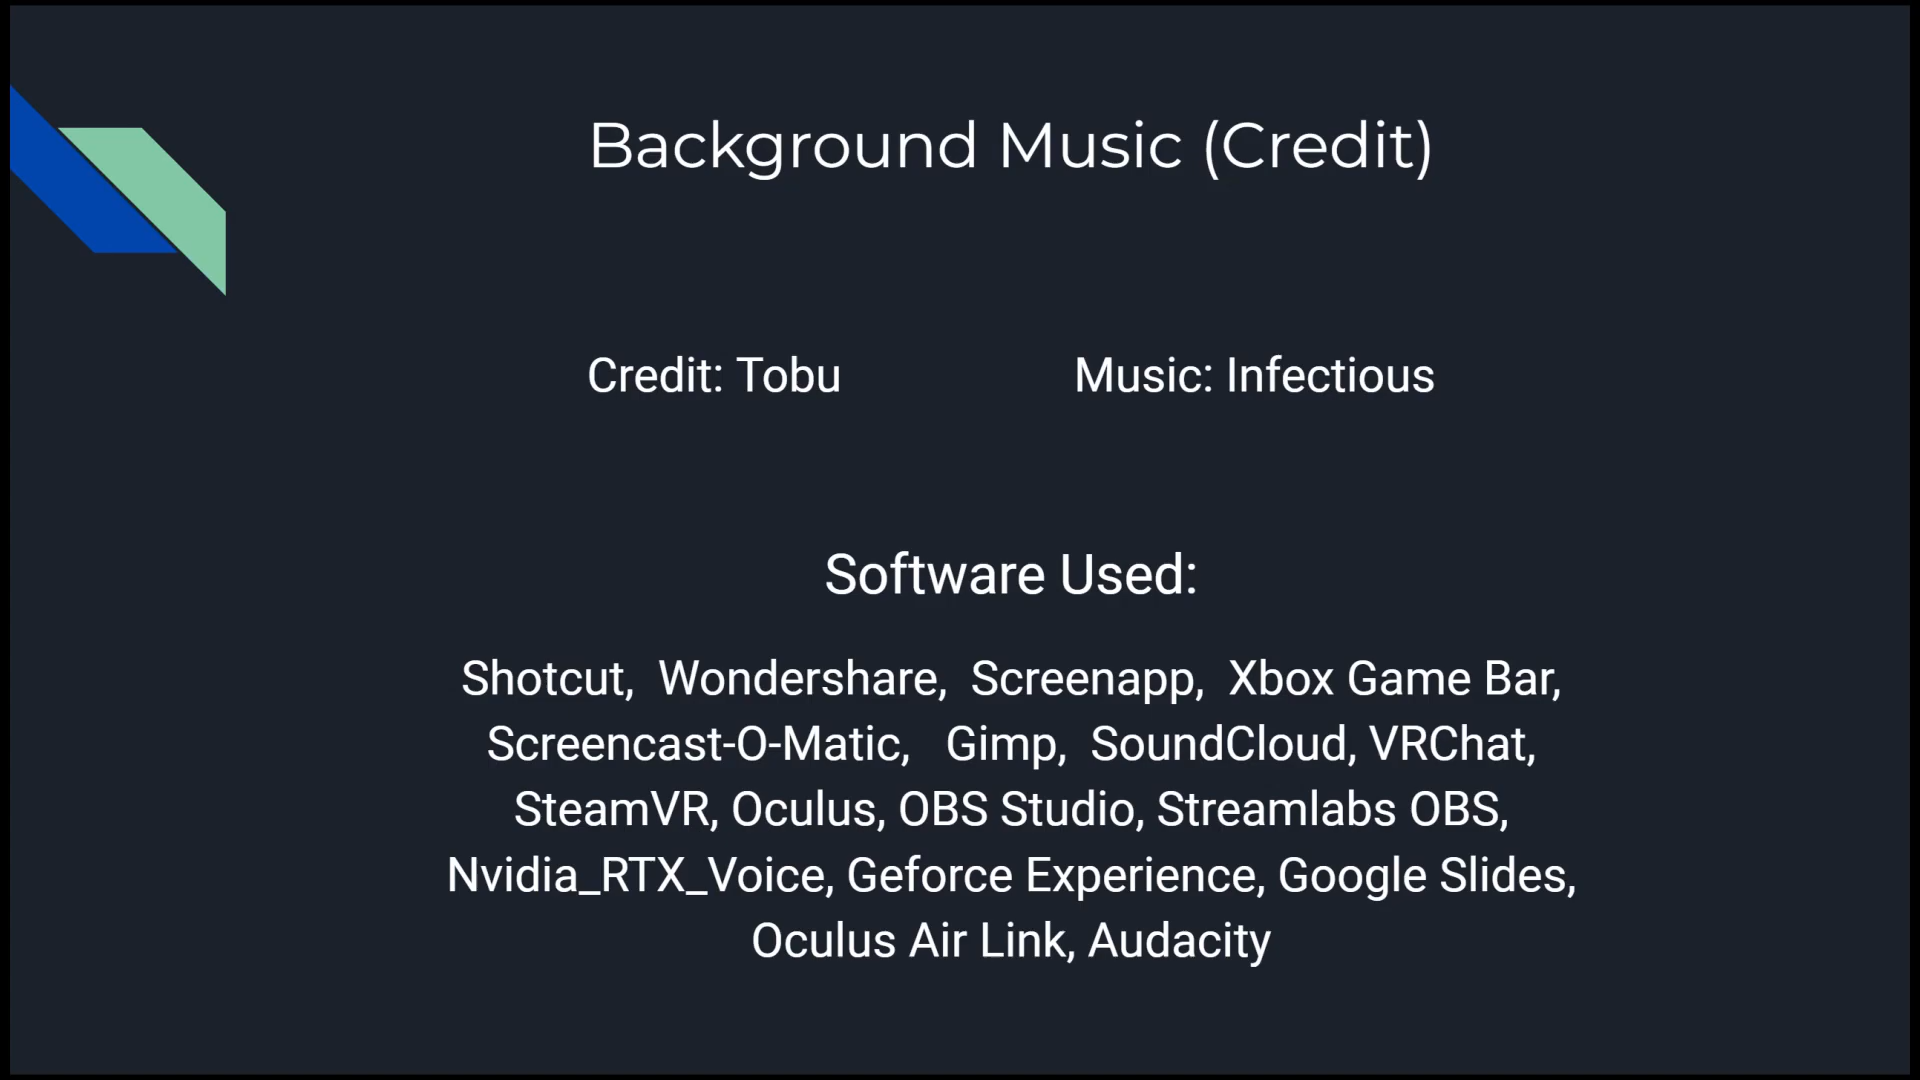 Background Music (Credit)
Credit: Tobu
Music: Infectious
Software Used:
Shotcut, Wondershare, Screenapp, Xbox Game Bar,
Screencast-O-Matic, Gimp, SoundCloud, VRChat,
SteamVR, Oculus, OBS Studio, Streamlabs OBS,
Nvidia_RTX_Voice, Geforce Experience, Google Slides,
Oculus Air Link, Audacity